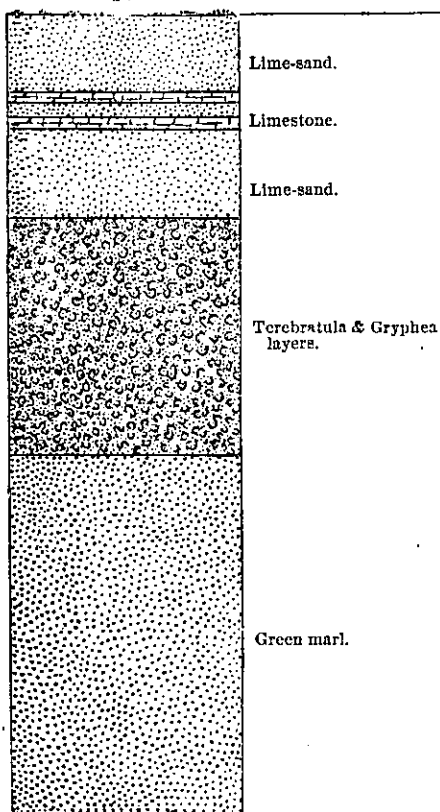 Lime-sand.
Limestone.
Lime-sand.
Terebratula & Gryphea
layers.
Green marl.